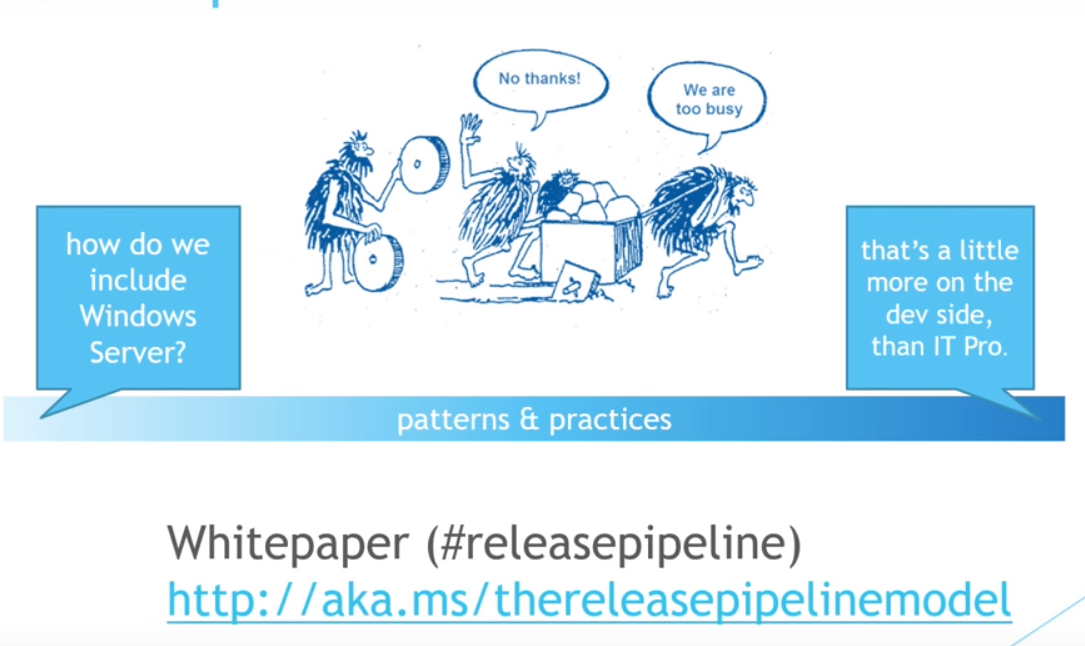 No thanks!
We are
too busy
how do we
include
Windows
Server?
that's a little
more on the
dev side,
than IT Pro.
patterns & practices
Whitepaper (#releasepipeline)
http://aka.ms/thereleasepipelinemodel